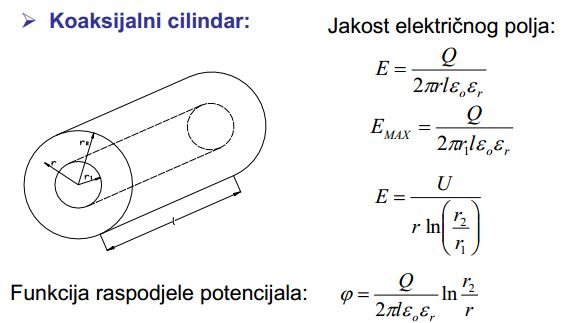 ➤ Koaksijalni cilindar:
Jakost električnog polja:
E = Q / 2πrlε₀εᵣ
E_MAX = Q / 2πr₁lε₀εᵣ
E = U / r ln(r₂ / r₁)
r₂
r
r₁
l
Funkcija raspodjele potencijala:
φ = Q / 2πlε₀εᵣ ln r₂ / r